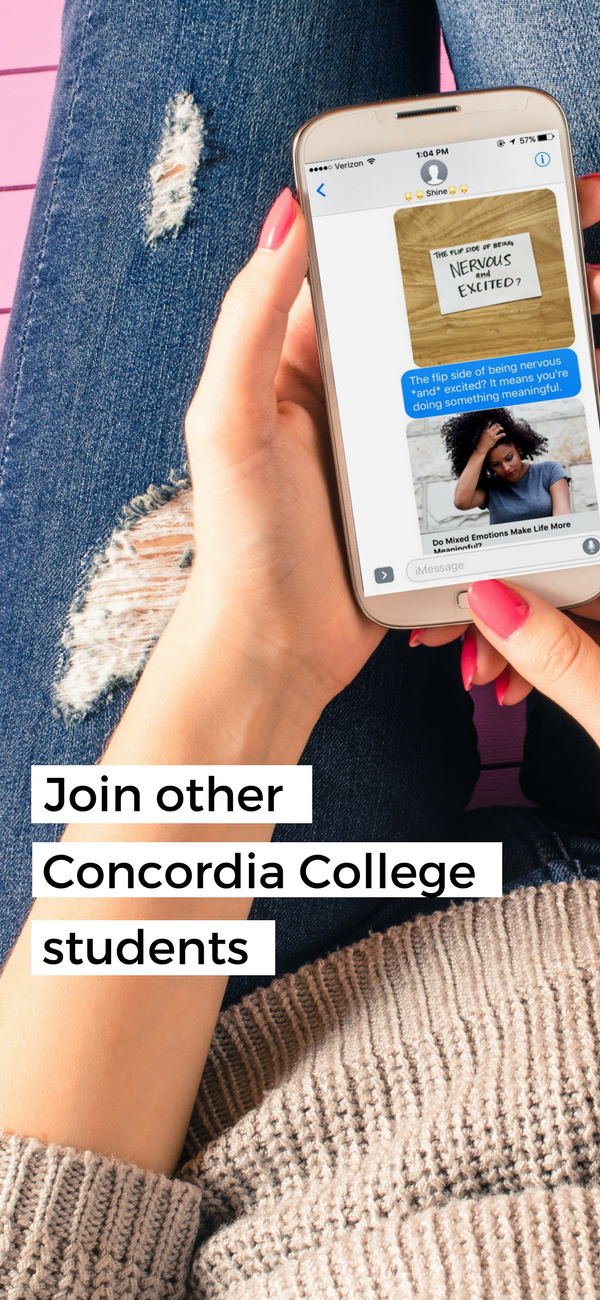 Verizon
1:04 PM
57%
Shine
THE FLIP SIDE OF BEING
NERVOUS
and
EXCITED?
The flip side of being nervous
*and* excited? It means you're
doing something meaningful.
Do Mixed Emotions Make Life More
Meaningful?
iMessage
Join other
Concordia College
students